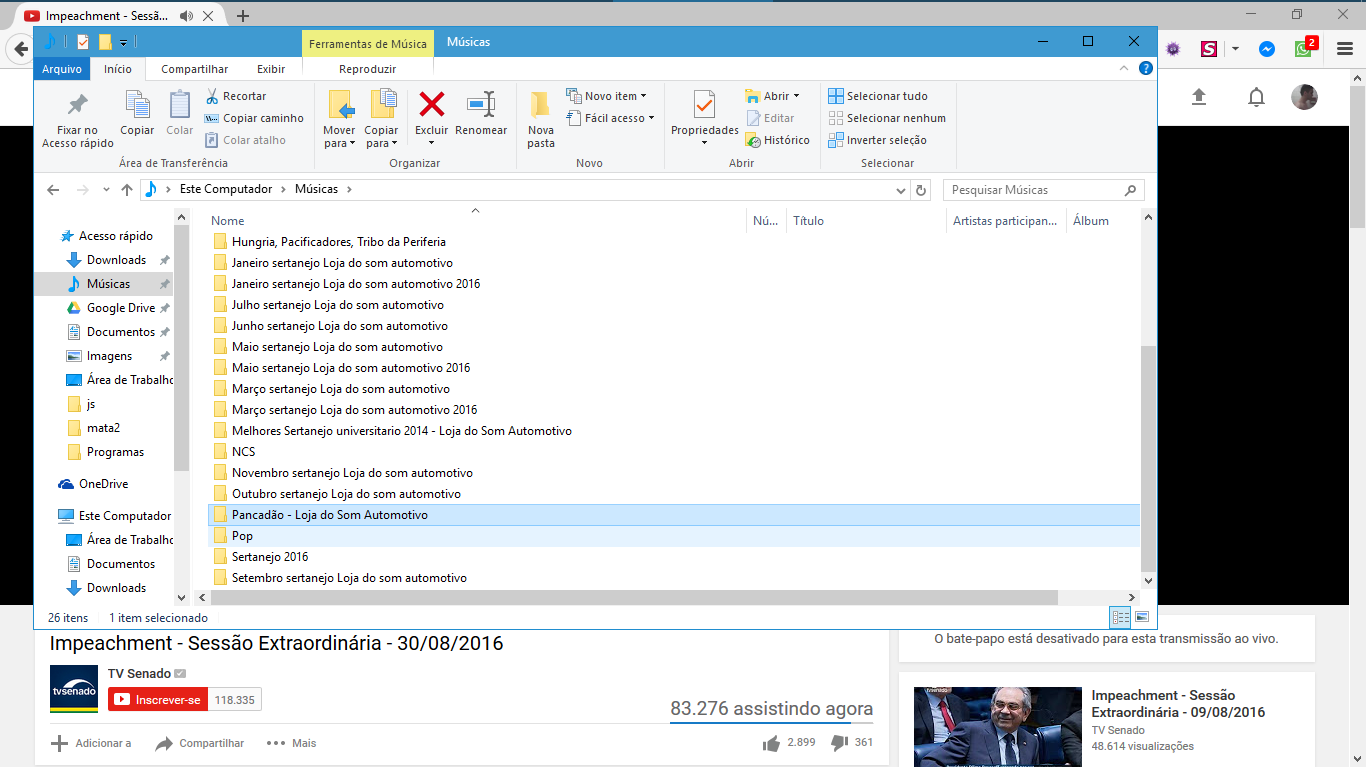 Impeachment - Sessã...
2
Ferramentas de Música
Músicas
Arquivo
Início
Compartilhar
Exibir
Reproduzir
Fixar no
Acesso rápido
Copiar
Colar
Recortar
Copiar caminho
Colar atalho
Área de Transferência
Mover
para
Copiar
para
Excluir
Renomear
Organizar
Nova
pasta
Novo item
Fácil acesso
Novo
Propriedades
Abrir
Editar
Histórico
Abrir
Selecionar tudo
Selecionar nenhum
Inverter seleção
Selecionar
Este Computador
Músicas
Pesquisar Músicas
Acesso rápido
Downloads
Músicas
Google Drive
Documentos
Imagens
Área de Trabalho
js
mata2
Programas
OneDrive
Este Computador
Área de Trabalho
Documentos
Downloads
Nome
Nú...
Título
Artistas participan...
Álbum
Hungria, Pacificadores, Tribo da Periferia
Janeiro sertanejo Loja do som automotivo
Janeiro sertanejo Loja do som automotivo 2016
Julho sertanejo Loja do som automotivo
Junho sertanejo Loja do som automotivo
Maio sertanejo Loja do som automotivo
Maio sertanejo Loja do som automotivo 2016
Março sertanejo Loja do som automotivo
Março sertanejo Loja do som automotivo 2016
Melhores Sertanejo universitario 2014 - Loja do Som Automotivo
NCS
Novembro sertanejo Loja do som automotivo
Outubro sertanejo Loja do som automotivo
Pancadão - Loja do Som Automotivo
Pop
Sertanejo 2016
Setembro sertanejo Loja do som automotivo
26 itens
1 item selecionado
Impeachment - Sessão Extraordinária - 30/08/2016
tvsenado
TV Senado
Inscrever-se
118.335
83.276 assistindo agora
Adicionar a
Compartilhar
Mais
2.899
361
O bate-papo está desativado para esta transmissão ao vivo.
tvsenado
Impeachment - Sessão
Extraordinária - 09/08/2016
TV Senado
48.614 visualizações